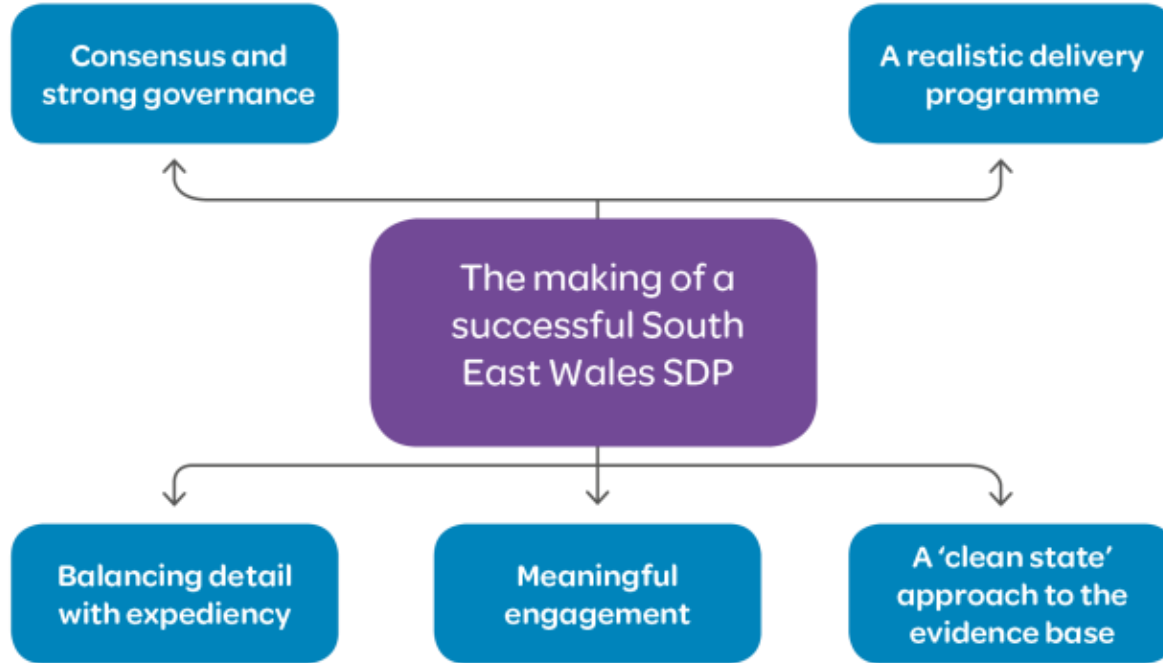 Consensus and
strong governance
A realistic delivery
programme
The making of a
successful South
East Wales SDP
Balancing detail
with expediency
Meaningful
engagement
A ‘clean state’
approach to the
evidence base